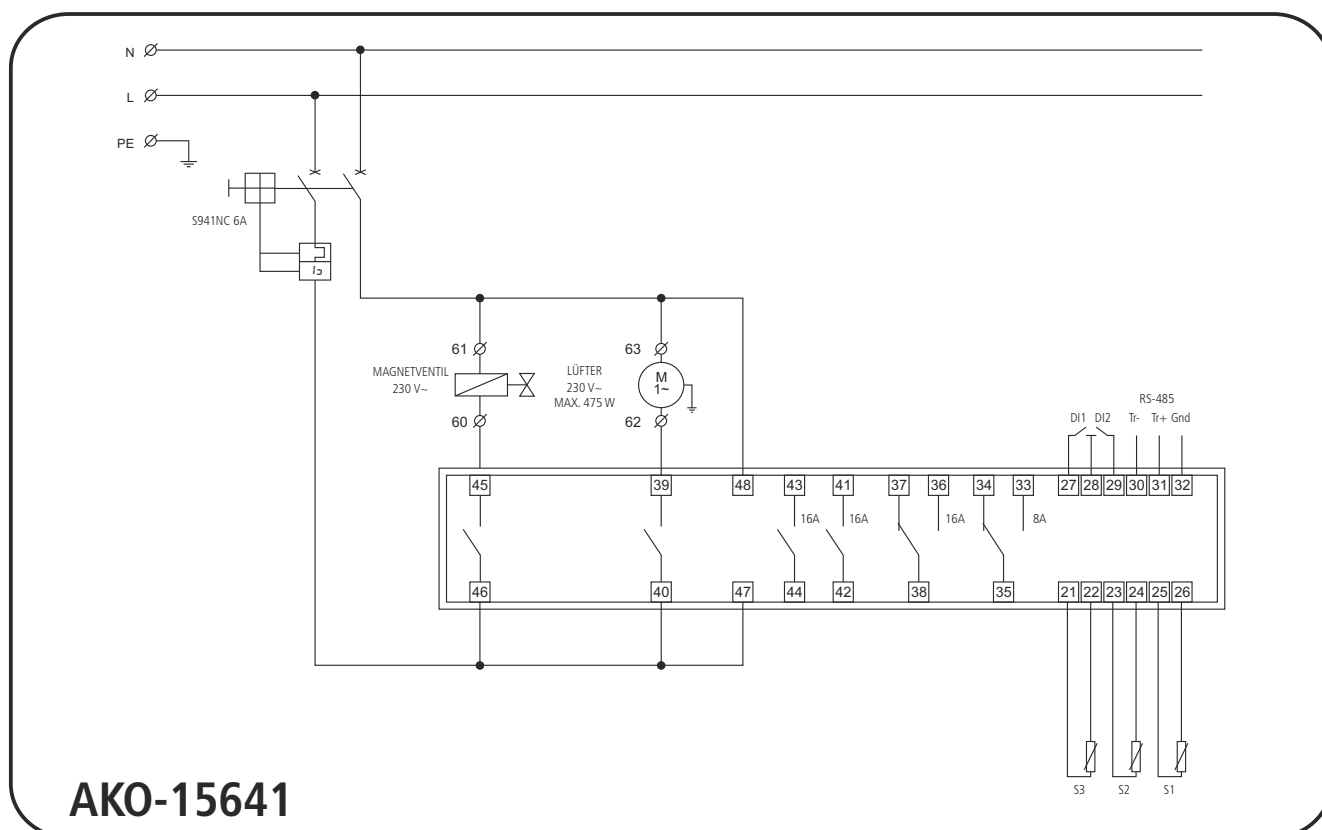 N
L
PE
S941NC 6A
61
63
MAGNETVENTIL
230 V~
LÜFTER
230 V~
MAX. 475 W
M
1~
60
62
RS-485
DI1 DI2 Tr- Tr+ Gnd
45 39 48 43 41 37 36 34 33 27 28 29 30 31 32
16A 16A 16A 8A
46 40 47 44 42 38 35 21 22 23 24 25 26
S3 S2 S1
AKO-15641